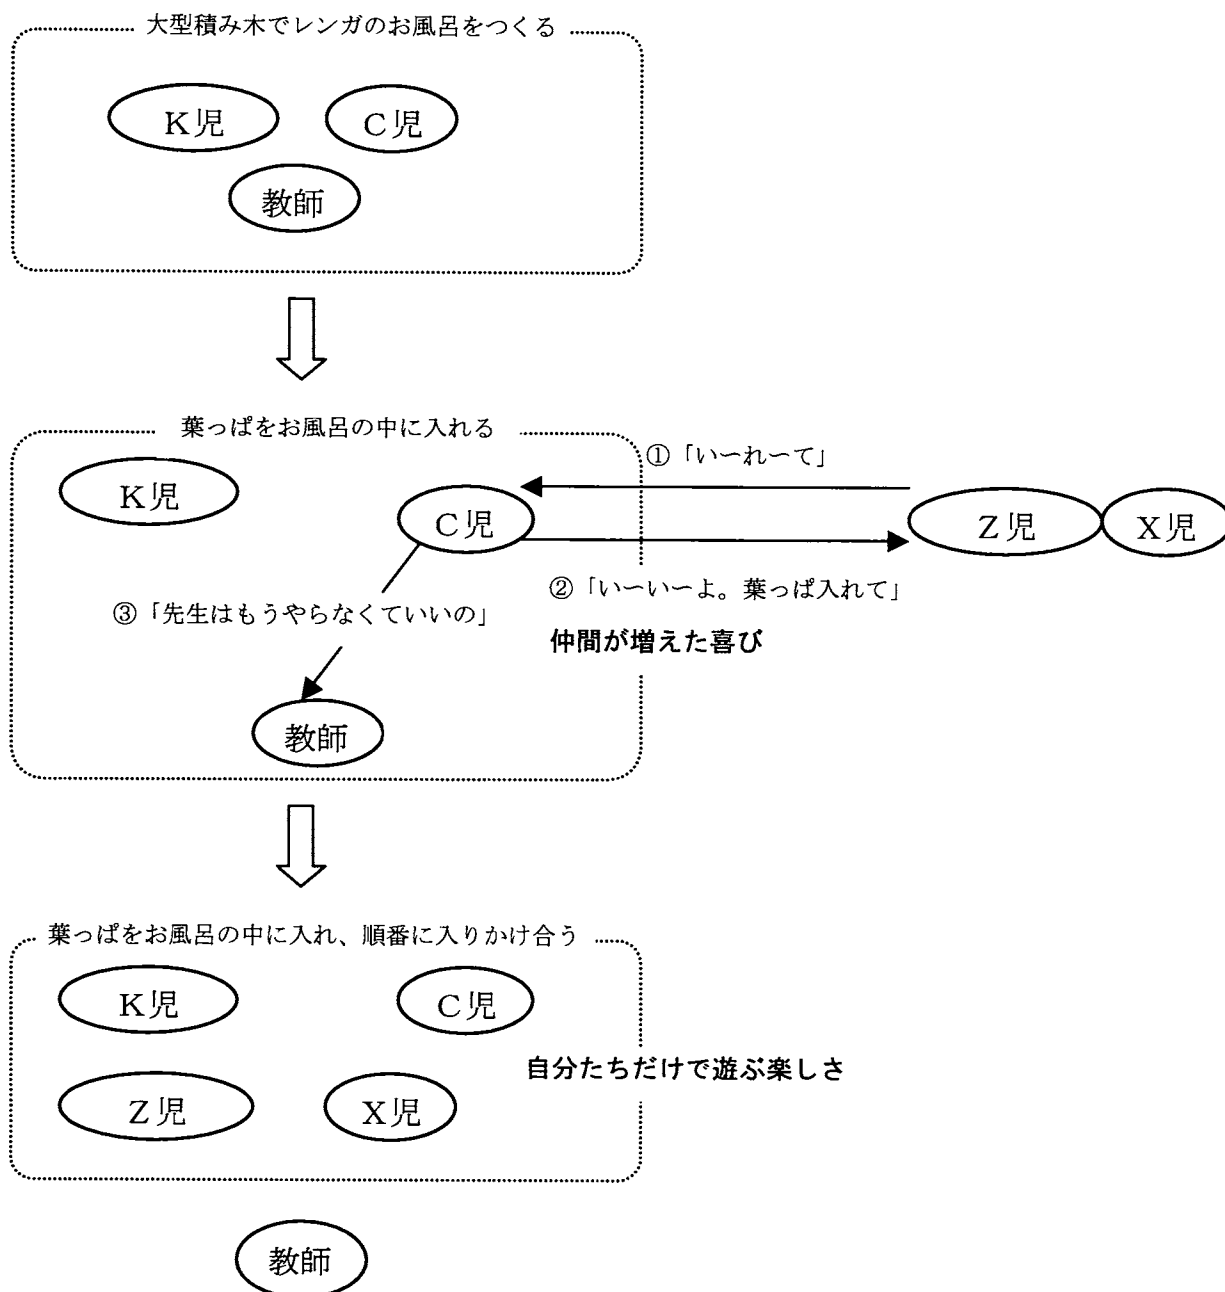 大型積み木でレンガのお風呂をつくる
K児
C児
教師
葉っぱをお風呂の中に入れる
①「い〜れ〜て」
K児
C児
Z児
X児
②「い〜い〜よ。葉っぱ入れて」
③「先生はもうやらなくていいの」
仲間が増えた喜び
教師
葉っぱをお風呂の中に入れ、順番に入りかけ合う
K児
C児
自分たちだけで遊ぶ楽しさ
Z児
X児
教師